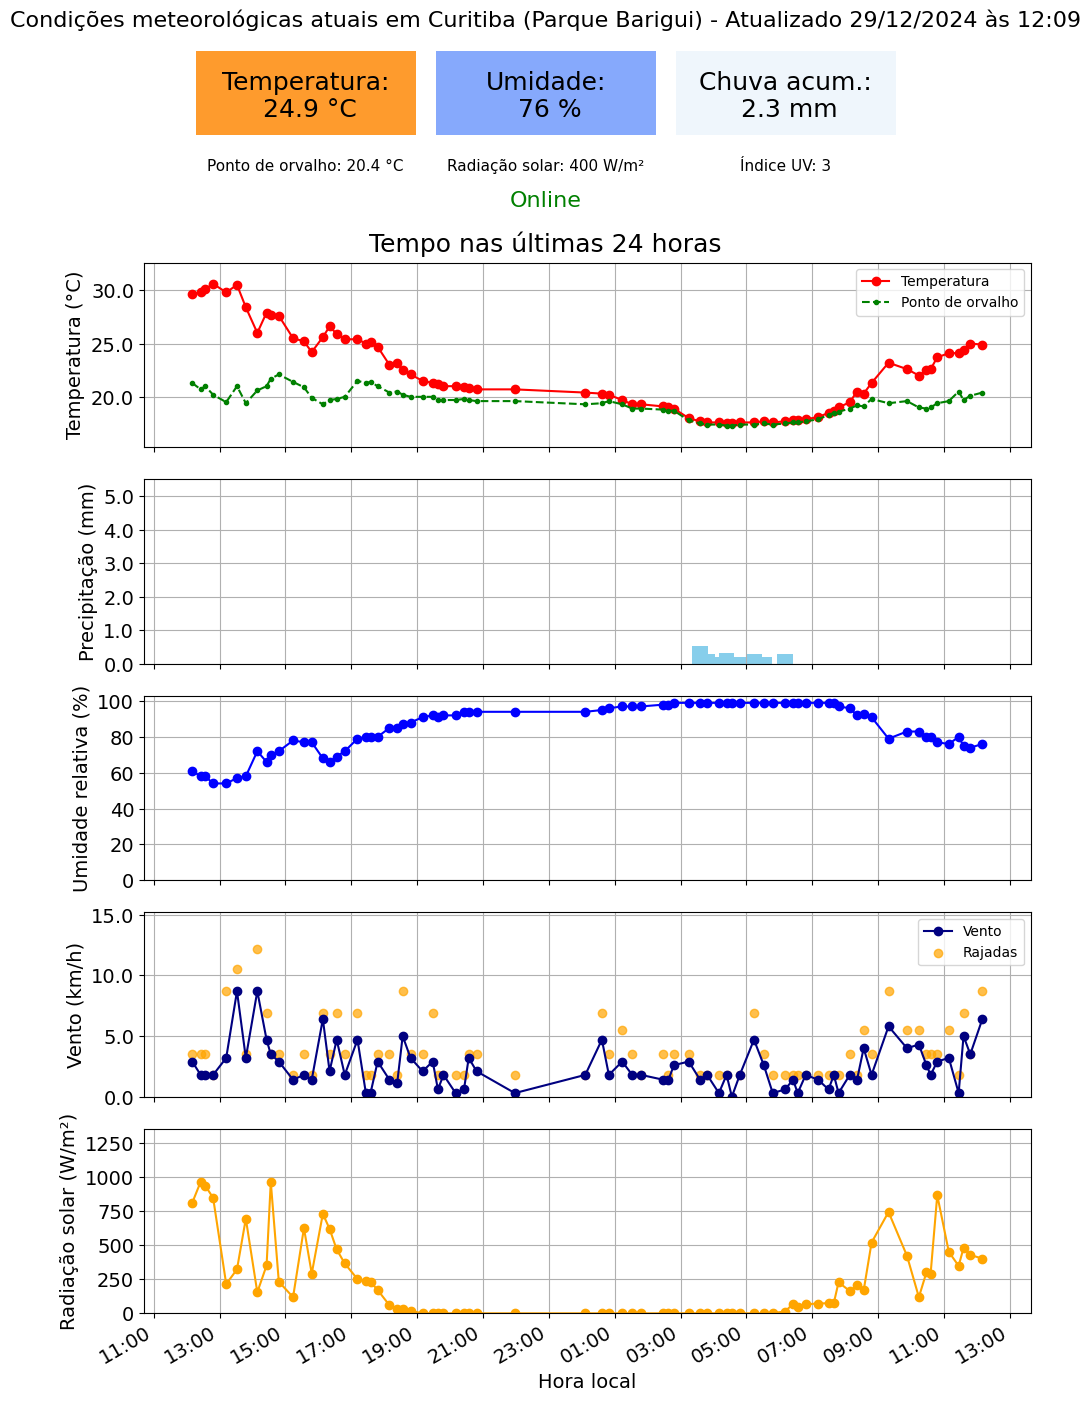 Condições meteorológicas atuais em Curitiba (Parque Barigui) - Atualizado 29/12/2024 às 12:09
Temperatura:
24.9 °C
Umidade:
76 %
Chuva acum.:
2.3 mm
Ponto de orvalho: 20.4 °C
Radiação solar: 400 W/m²
Índice UV: 3
Online
Tempo nas últimas 24 horas
Temperatura (°C)
30.0
25.0
20.0
Temperatura
Ponto de orvalho
Precipitação (mm)
5.0
4.0
3.0
2.0
1.0
0.0
Umidade relativa (%)
100
80
60
40
20
0
Vento (km/h)
15.0
10.0
5.0
0.0
Vento
Rajadas
Radiação solar (W/m²)
1250
1000
750
500
250
0
11:00
13:00
15:00
17:00
19:00
21:00
23:00
01:00
03:00
05:00
07:00
09:00
11:00
13:00
Hora local